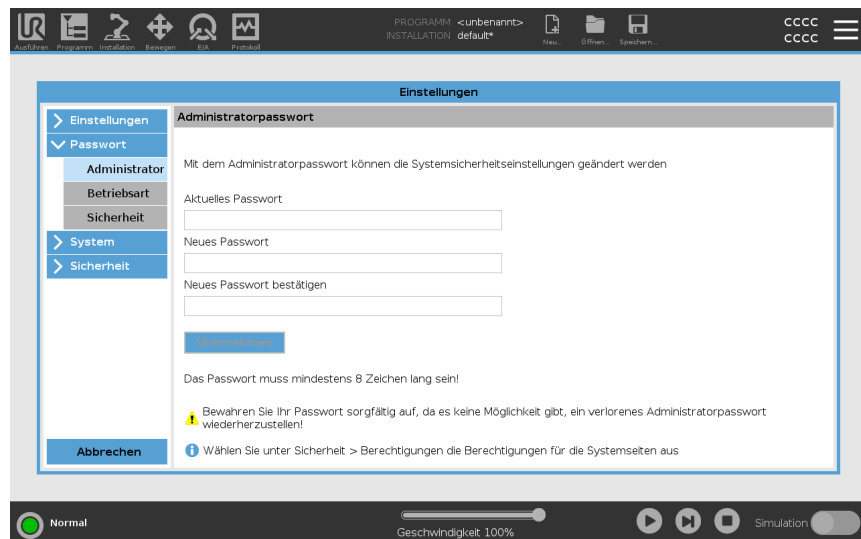 PROGRAMM <unbenannt>
INSTALLATION default*
CCCC
CCCC
Ausführen Programm Installation Bewegen E/A Protokoll Neu... Öffnen... Speichern...
Einstellungen
Einstellungen
Passwort
Administrator
Betriebsart
Sicherheit
System
Sicherheit
Abbrechen
Administratorpasswort
Mit dem Administratorpasswort können die Systemsicherheitseinstellungen geändert werden
Aktuelles Passwort
Neues Passwort
Neues Passwort bestätigen
Übernehmen
Das Passwort muss mindestens 8 Zeichen lang sein!
Bewahren Sie Ihr Passwort sorgfältig auf, da es keine Möglichkeit gibt, ein verlorenes Administratorpasswort
wiederherzustellen!
Wählen Sie unter Sicherheit > Berechtigungen die Berechtigungen für die Systemseiten aus
Normal
Geschwindigkeit 100%
Simulation